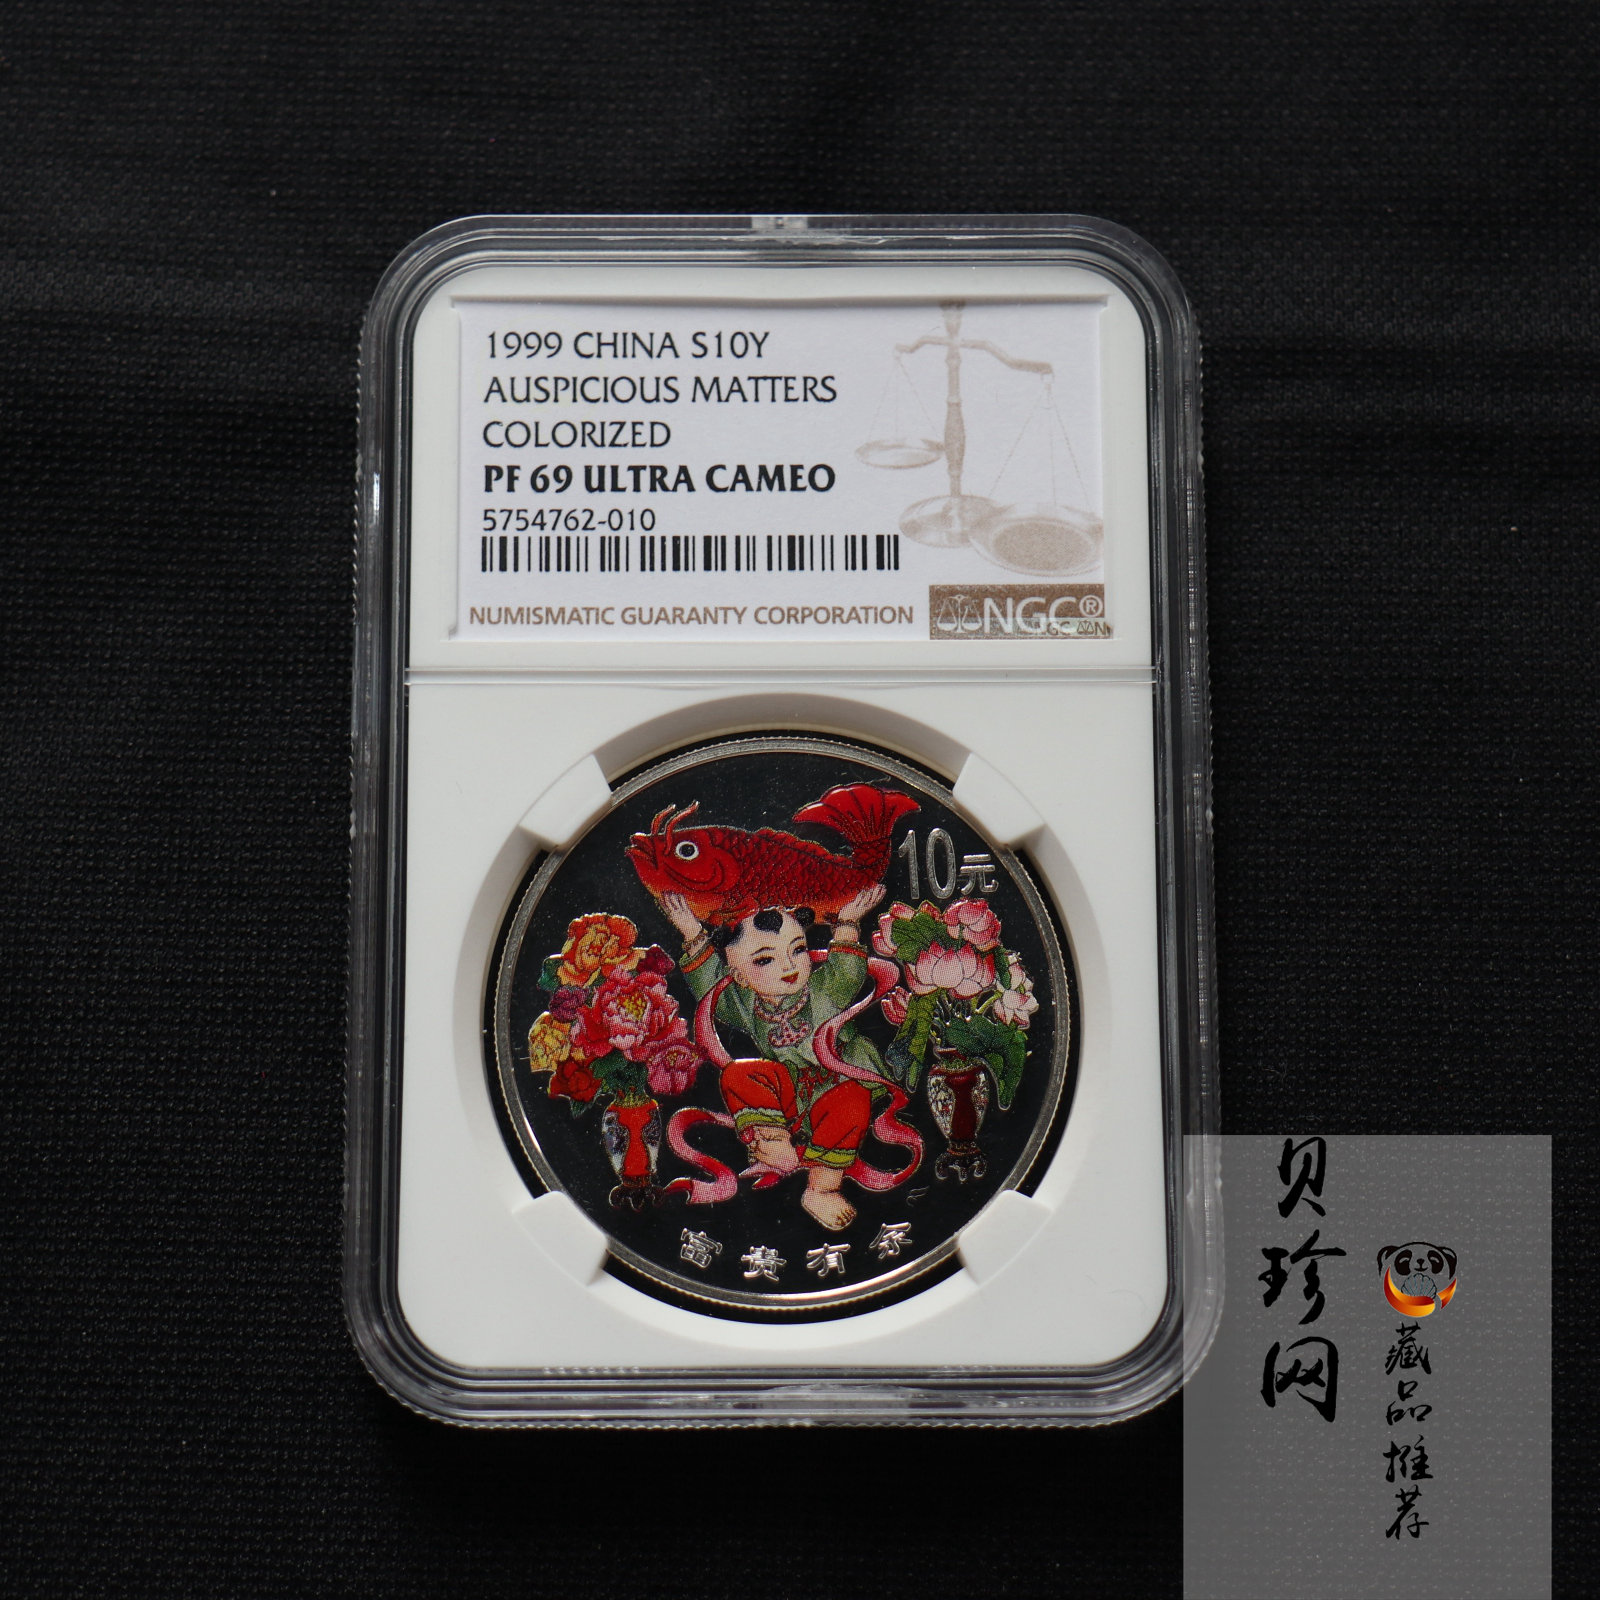 1999 CHINA S10Y
AUSPICIOUS MATTERS
COLORIZED
PF 69 ULTRA CAMEO
5754762-010
NUMISMATIC GUARANTY CORPORATION
NGC®
NGC
10元
富贵有余
贝珍网
藏品推荐